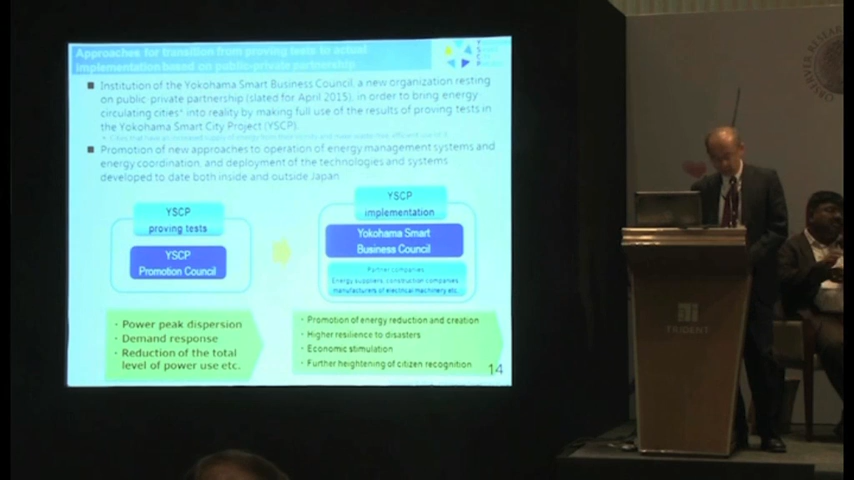 Approaches for transition from proving tests to actual
implementation based on public-private partnership
■ Institution of the Yokohama Smart Business Council, a new organization resting
on public-private partnership (slated for April 2015), in order to bring energy
circulating cities* into reality by making full use of the results of proving tests in
the Yokohama Smart City Project (YSCP).
■ Promotion of new approaches to operation of energy management systems and
energy coordination, and deployment of the technologies and systems
developed to date both inside and outside Japan
YSCP
proving tests
YSCP
Promotion Council
YSCP
implementation
Yokohama Smart
Business Council
Partner companies
Energy suppliers, construction companies,
manufacturers of electrical machinery etc.
・Power peak dispersion
・Demand response
・Reduction of the total
level of power use etc.
・Promotion of energy reduction and creation
・Higher resilience to disasters
・Economic stimulation
・Further heightening of citizen recognition
14
TRIDENT
OBSERVER RESEARCH